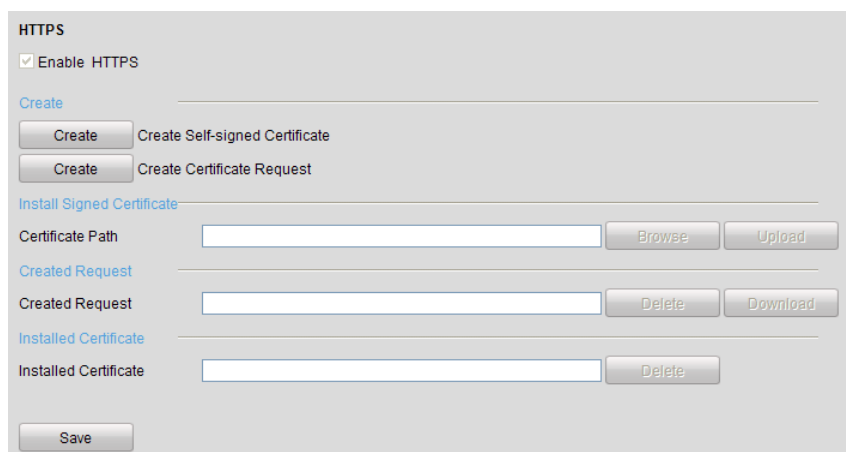 HTTPS
Enable HTTPS
Create
Create Create Self-signed Certificate
Create Create Certificate Request
Install Signed Certificate
Certificate Path Browse Upload
Created Request
Created Request Delete Download
Installed Certificate
Installed Certificate Delete
Save